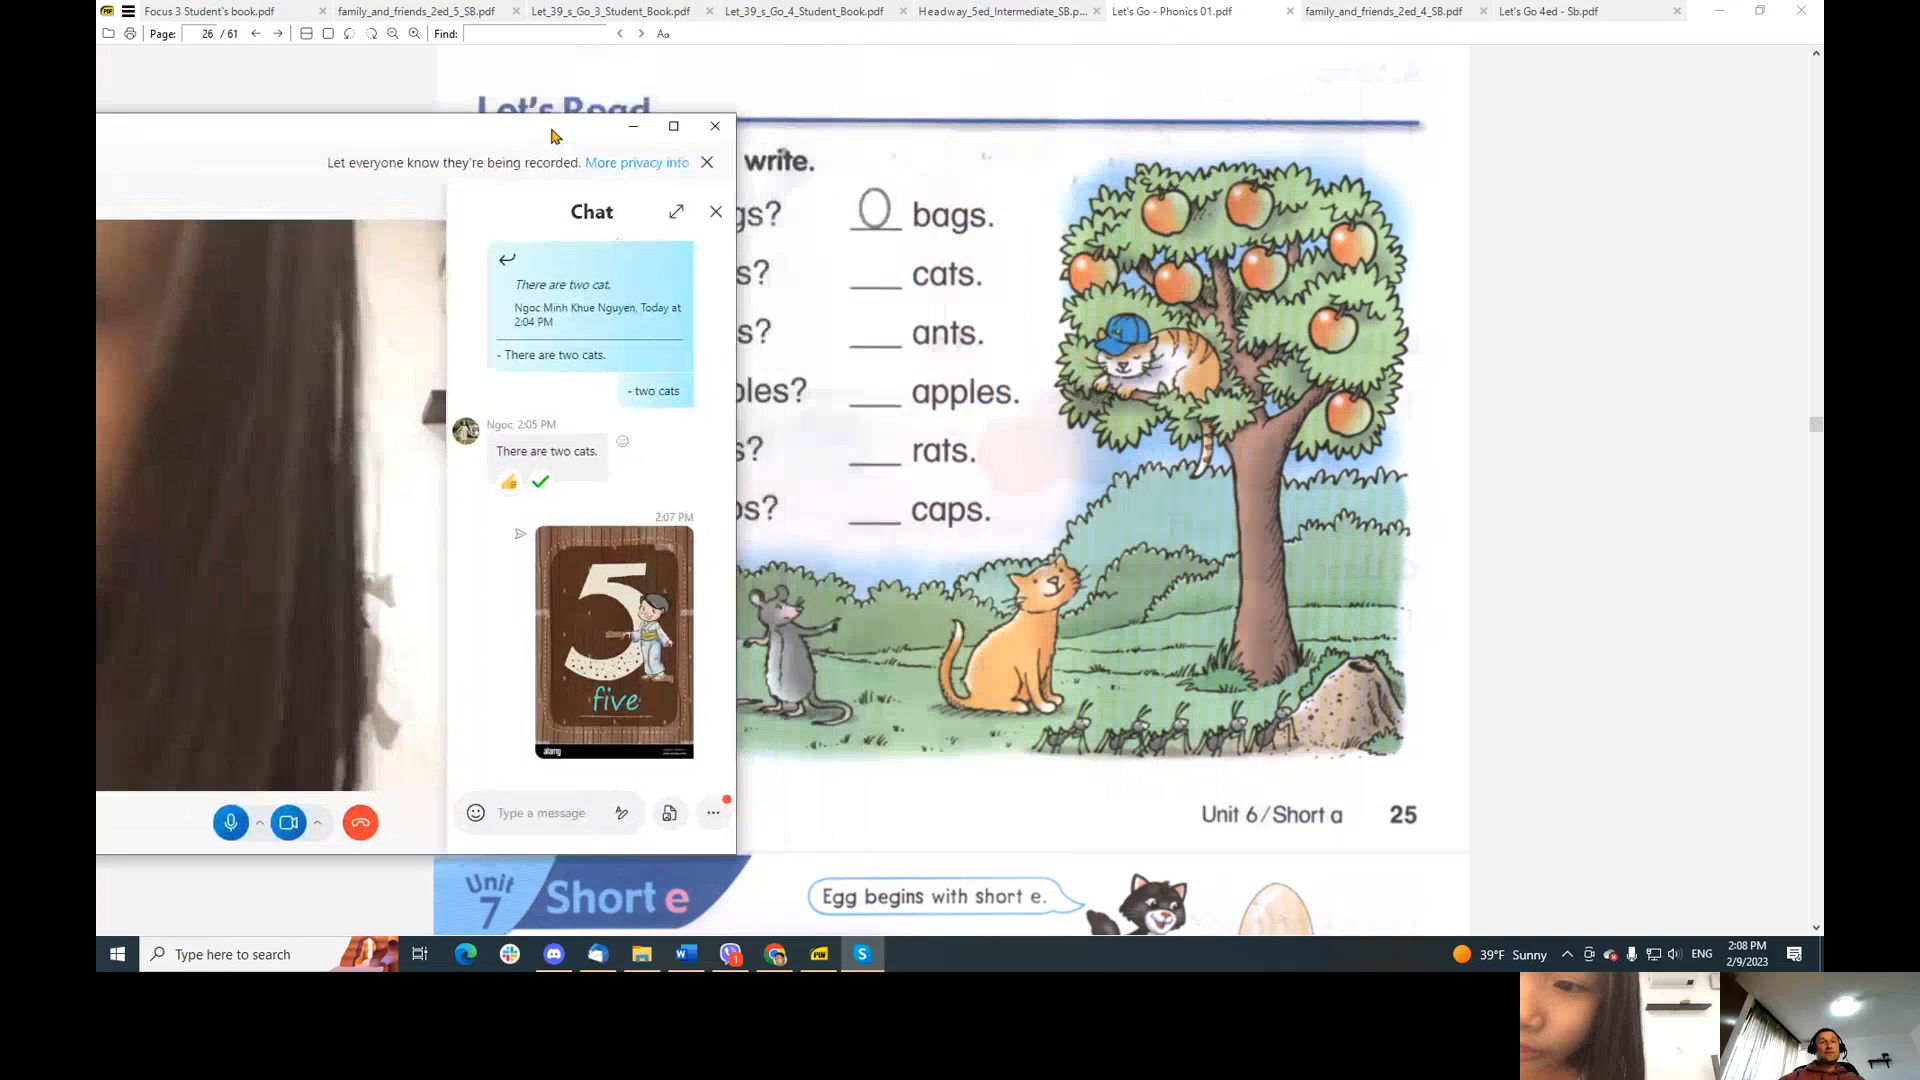 Focus 3 Student`s book.pdf
family_and_friends_2ed_5_SB.pdf
Let_39_s_Go_3_Student_Book.pdf
Let_39_s_Go_4_Student_Book.pdf
Headway_5ed_Intermediate_SB.p...
Let's Go - Phonics 01.pdf
family_and_friends_2ed_4_SB.pdf
Let's Go 4ed - Sb.pdf
Page: 26 / 61
Find:
Let's Read
write.
Let everyone know they're being recorded. More privacy info
Chat
There are two cat.
Ngoc Minh Khue Nguyen, Today at
2:04 PM
- There are two cats.
- two cats
Ngoc, 2:05 PM
There are two cats.
2:07 PM
5
five
alamy
Type a message
gs? 0 bags.
s? ___ cats.
s? ___ ants.
ples? ___ apples.
s? ___ rats.
ps? ___ caps.
Unit 6/Short a 25
Unit
7
Short e
Egg begins with short e.
Type here to search
39°F Sunny
ENG
2:08 PM
2/9/2023